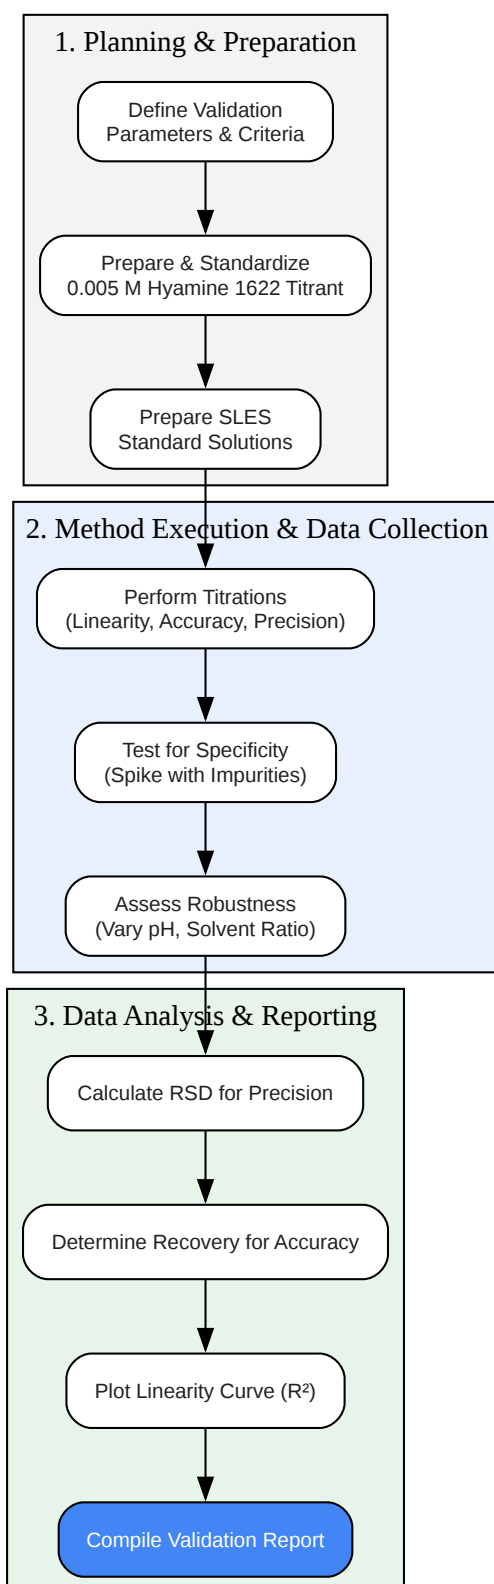 1. Planning & Preparation
Define Validation
Parameters & Criteria
Prepare & Standardize
0.005 M Hyamine 1622 Titrant
Prepare SLES
Standard Solutions
2. Method Execution & Data Collection
Perform Titrations
(Linearity, Accuracy, Precision)
Test for Specificity
(Spike with Impurities)
Assess Robustness
(Vary pH, Solvent Ratio)
3. Data Analysis & Reporting
Calculate RSD for Precision
Determine Recovery for Accuracy
Plot Linearity Curve (R²)
Compile Validation Report